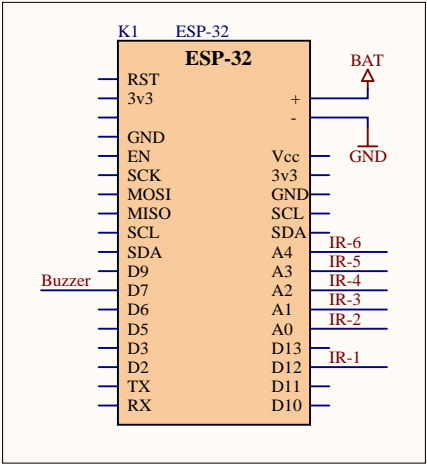 K1 ESP-32
ESP-32
BAT
RST
3v3 +
-
GND
EN Vcc GND
SCK 3v3
MOSI GND
MISO SCL
SCL SDA
SDA A4 IR-6
D9 A3 IR-5
Buzzer D7 A2 IR-4
D6 A1 IR-3
D5 A0 IR-2
D3 D13
D2 D12 IR-1
TX D11
RX D10